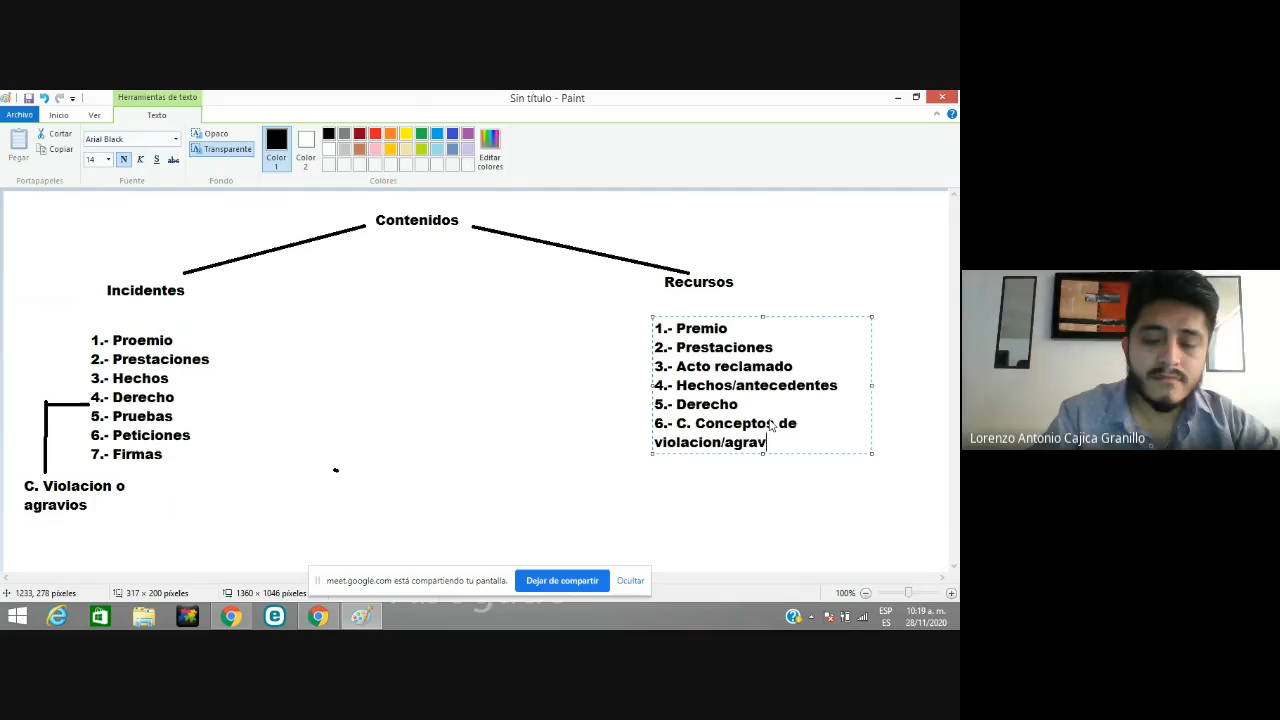 Herramientas de texto
Sin título - Paint
Archivo
Inicio
Ver
Texto
Pegar
Cortar
Copiar
Portapapeles
Arial Black
14
N K S abc
Fuente
Opaco
Transparente
Fondo
Color 1
Color 2
Editar colores
Colores
Contenidos
Incidentes
1.- Proemio
2.- Prestaciones
3.- Hechos
4.- Derecho
5.- Pruebas
6.- Peticiones
7.- Firmas
C. Violacion o
agravios
Recursos
1.- Premio
2.- Prestaciones
3.- Acto reclamado
4.- Hechos/antecedentes
5.- Derecho
6.- C. Conceptos de
violacion/agrav
Lorenzo Antonio Cajica Granillo
meet.google.com está compartiendo tu pantalla.
Dejar de compartir
Ocultar
1233, 278 píxeles
317 × 200 píxeles
1360 × 1046 píxeles
100%
ESP
ES
10:19 a. m.
28/11/2020